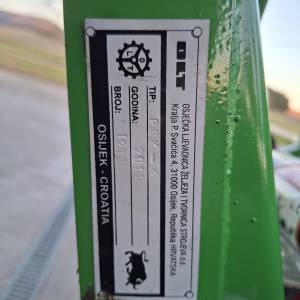 OLT
OSJEČKA LJEVAONICA ŽELJEZA I TVORNICA STROJEVA d.d.
Kralja P. Svačića 4, 31000 Osijek, Republika HRVATSKA
TIP:
GODINA:
BROJ:
OSIJEK - CROATIA